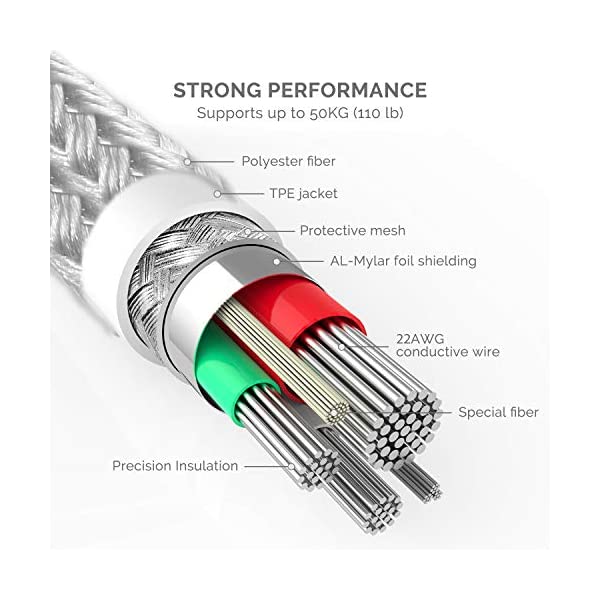 STRONG PERFORMANCE
Supports up to 50KG (110 lb)
Polyester fiber
TPE jacket
Protective mesh
AL-Mylar foil shielding
22AWG
conductive wire
Special fiber
Precision Insulation